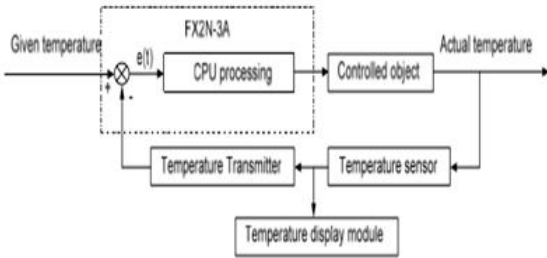 FX2N-3A
Given temperature
e(t)
CPU processing
Controlled object
Actual temperature
+
-
Temperature Transmitter
Temperature sensor
Temperature display module